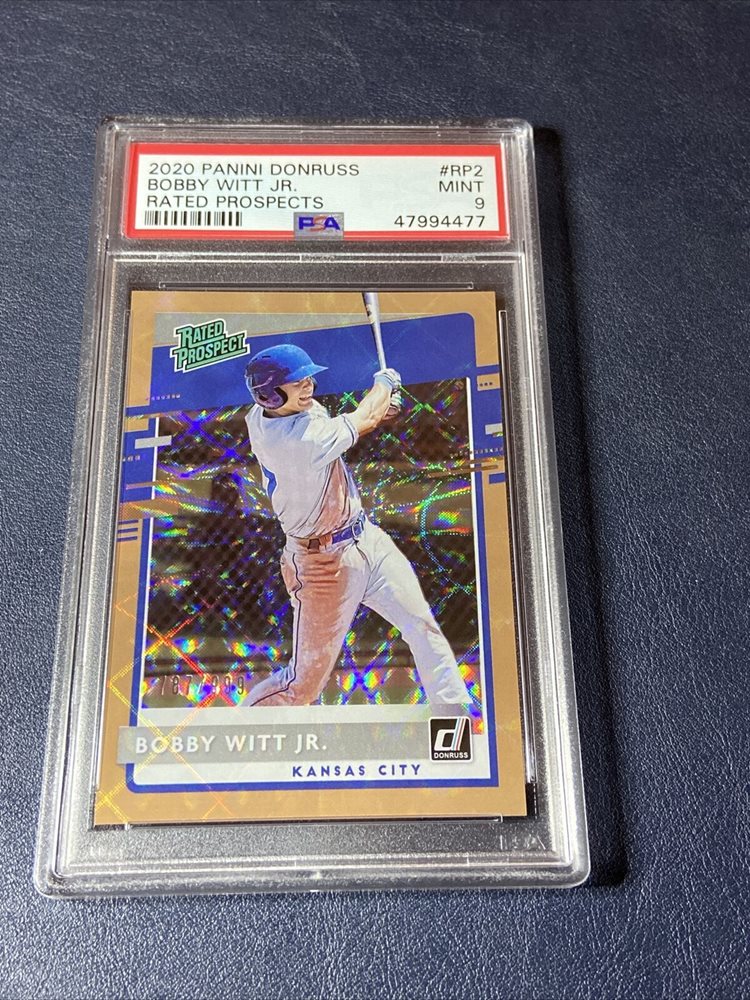 2020 PANINI DONRUSS #RP2
BOBBY WITT JR. MINT
RATED PROSPECTS 9
PSA 47994477
RATED
PROSPECT
BOBBY WITT JR.
DONRUSS
KANSAS CITY